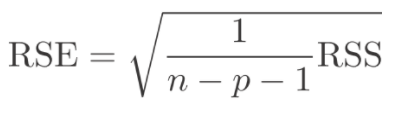 RSE = √(1/(n − p − 1) RSS)